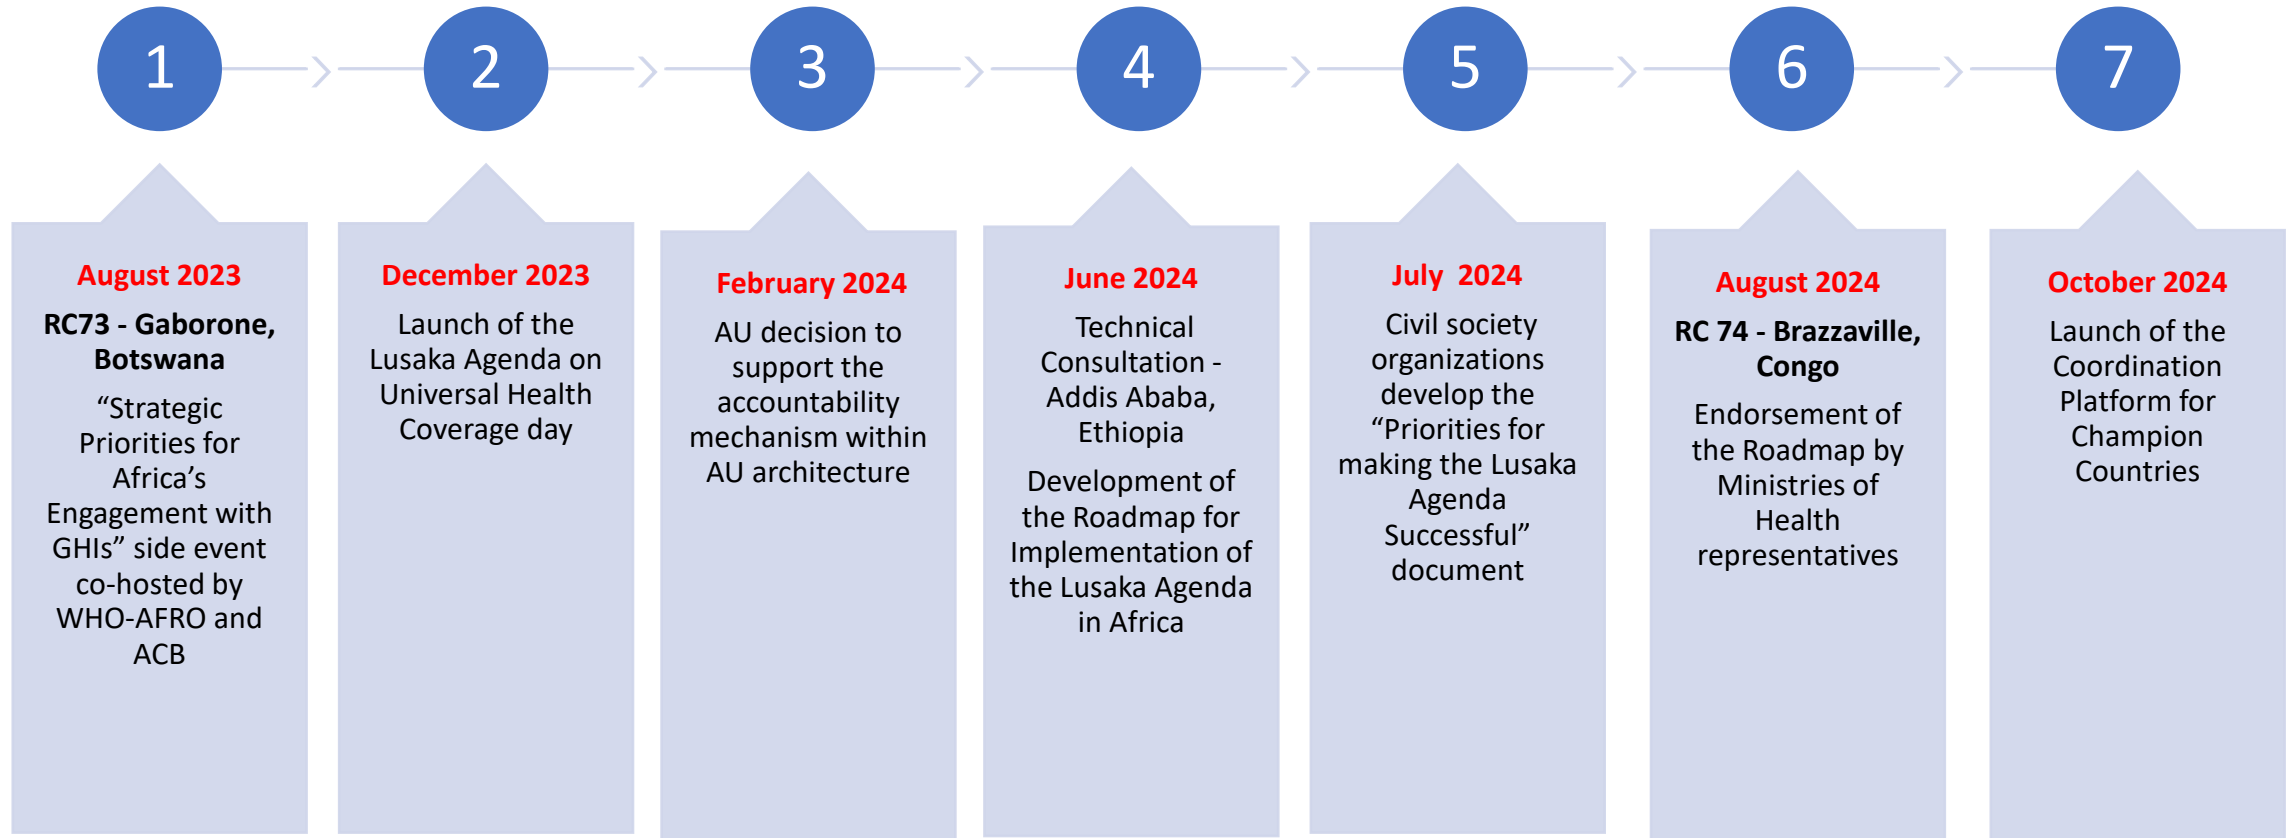 1
2
3
4
5
6
7
August 2023
RC73 - Gaborone,
Botswana
“Strategic
Priorities for
Africa’s
Engagement with
GHIs” side event
co-hosted by
WHO-AFRO and
ACB
December 2023
Launch of the
Lusaka Agenda on
Universal Health
Coverage day
February 2024
AU decision to
support the
accountability
mechanism within
AU architecture
June 2024
Technical
Consultation -
Addis Ababa,
Ethiopia
Development of
the Roadmap for
Implementation of
the Lusaka Agenda
in Africa
July  2024
Civil society
organizations
develop the
“Priorities for
making the Lusaka
Agenda
Successful”
document
August 2024
RC 74 - Brazzaville,
Congo
Endorsement of
the Roadmap by
Ministries of
Health
representatives
October 2024
Launch of the
Coordination
Platform for
Champion
Countries